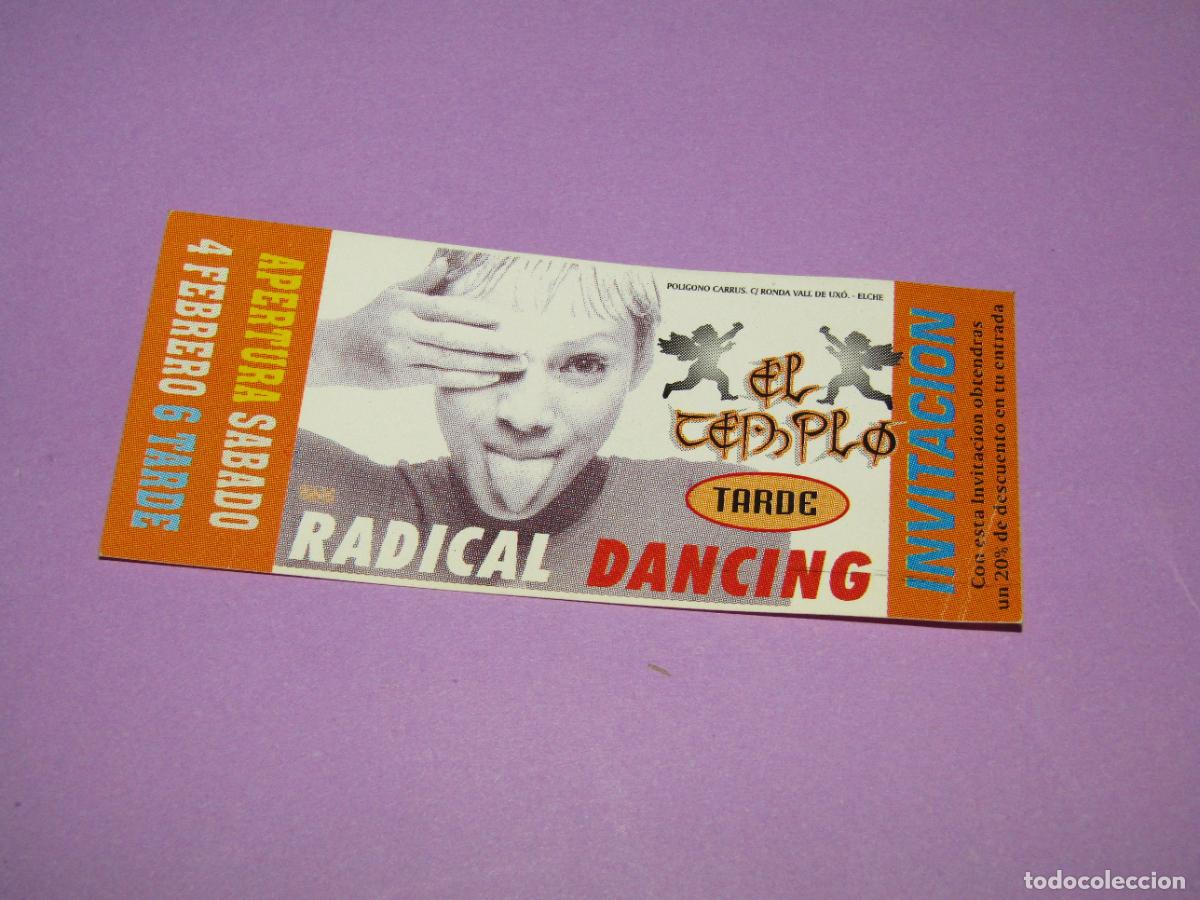 APERTURA SABADO
4 FEBRERO 6 TARDE
POLIGONO CARRUS. C/ RONDA VALL DE UXÓ. - ELCHE
EL
TEMPLO
TARDE
RADICAL DANCING
INVITACION
Con esta Invitacion obtendras
un 20% de descuento en tu entrada
todocoleccion